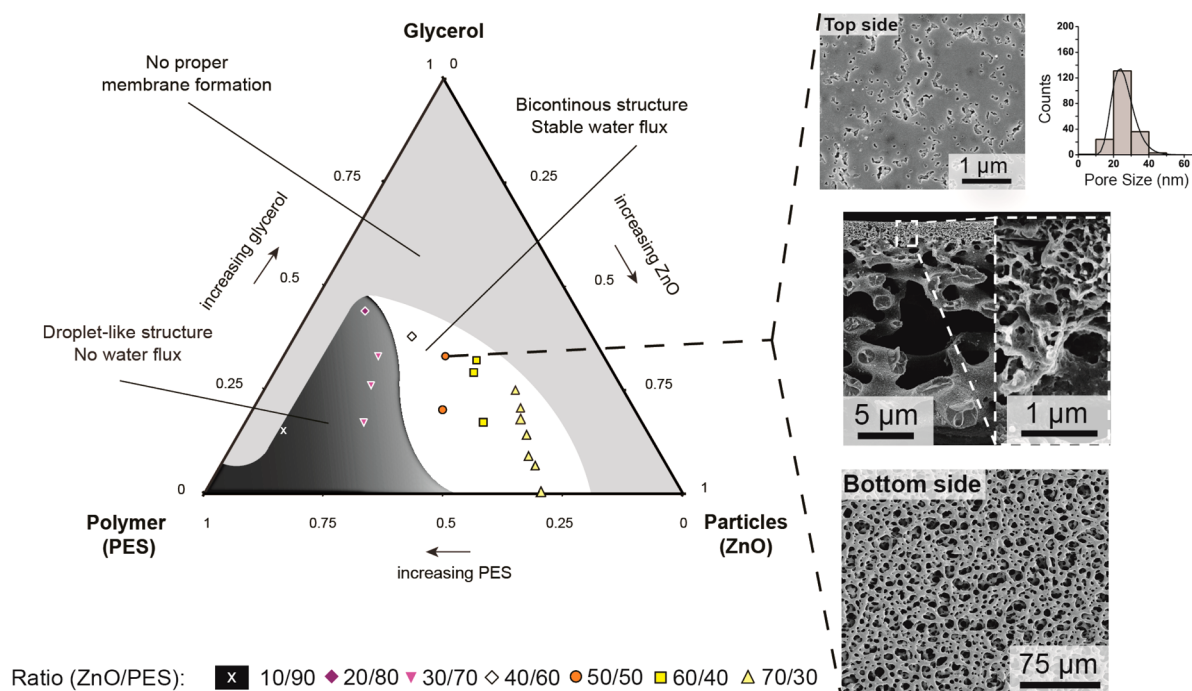 Glycerol
1 0
No proper
membrane formation
Bicontinous structure
Stable water flux
0.75
0.25
increasing glycerol
increasing ZnO
0.5
0.5
Droplet-like structure
No water flux
0.25
0.75
x
0
1
Polymer
(PES)
1
0.75
0.5
0.25
0
Particles
(ZnO)
increasing PES
Ratio (ZnO/PES):
x 10/90 20/80 30/70 40/60 50/50 60/40 70/30
Top side
1 µm
Counts
200
160
120
80
40
0
0 20 40 60
Pore Size (nm)
5 µm
1 µm
Bottom side
75 µm